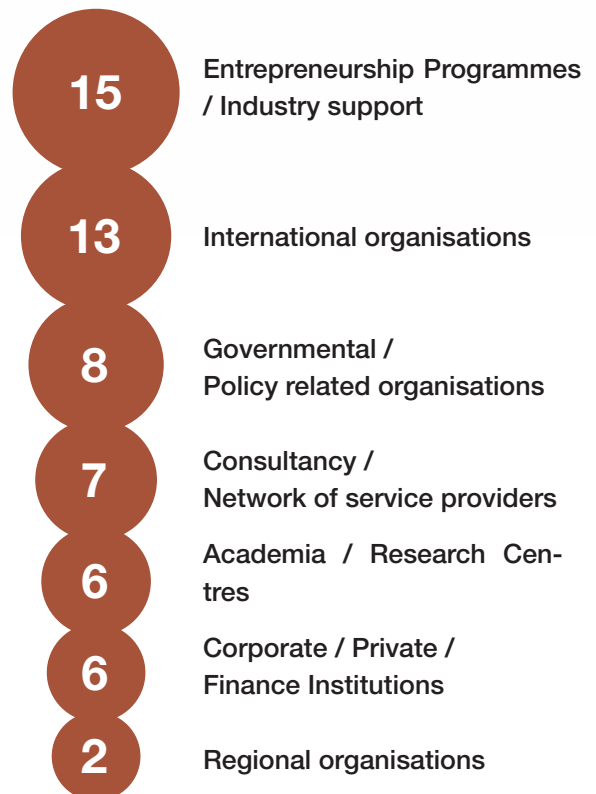 15
Entrepreneurship Programmes
/ Industry support
13
International organisations
8
Governmental /
Policy related organisations
7
Consultancy /
Network of service providers
6
Academia / Research Cen-
tres
6
Corporate / Private /
Finance Institutions
2
Regional organisations